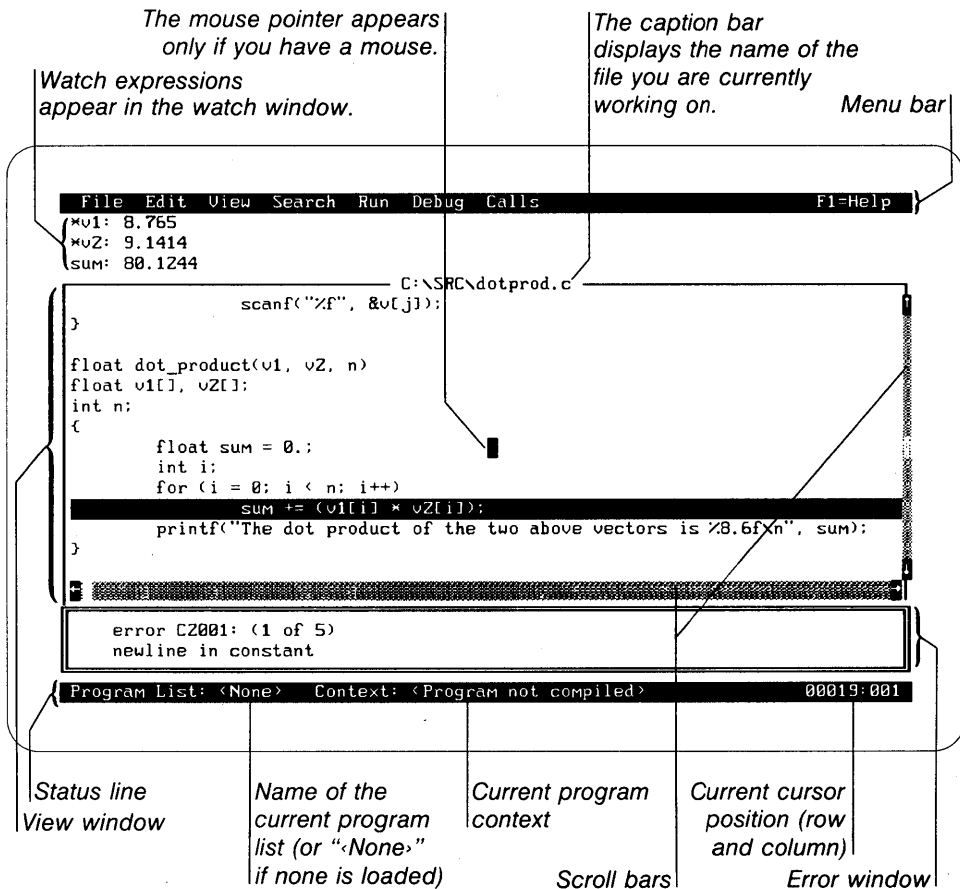 The mouse pointer appears
only if you have a mouse.
The caption bar
displays the name of the
file you are currently
working on.
Watch expressions
appear in the watch window.
Menu bar
File Edit View Search Run Debug Calls F1=Help
*v1: 8.765
*v2: 9.1414
sum: 80.1244
C:\SRC\dotprod.c
scanf("%f", &v[j]);
}
float dot_product(v1, v2, n)
float v1[], v2[];
int n;
{
float sum = 0.;
int i;
for (i = 0; i < n; i++)
sum += (v1[i] * v2[i]);
printf("The dot product of the two above vectors is %8.6f\n", sum);
}
error C2001: (1 of 5)
newline in constant
Program List: <None> Context: <Program not compiled> 00019:001
Status line
View window
Name of the
current program
list (or “<None>”
if none is loaded)
Current program
context
Scroll bars
Current cursor
position (row
and column)
Error window